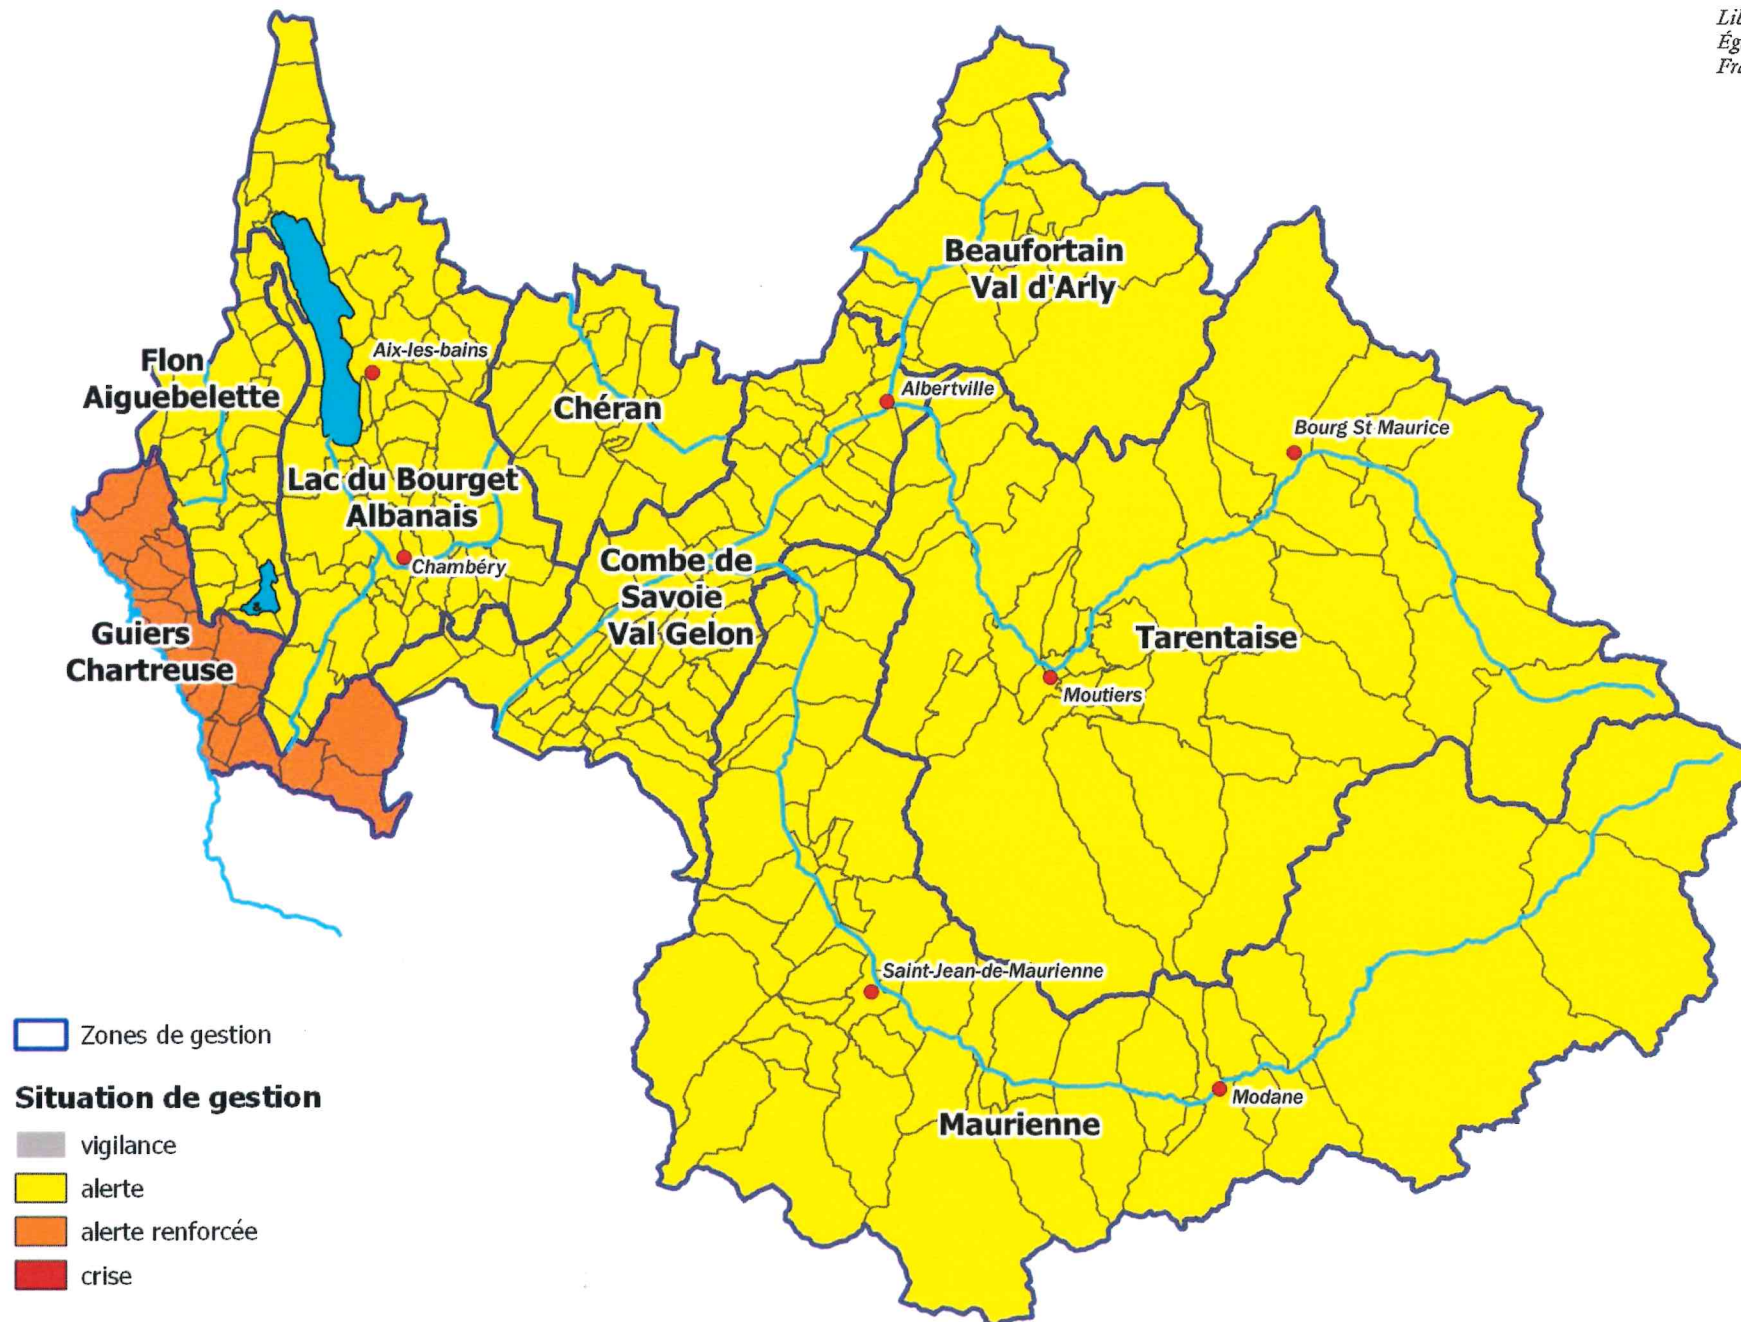 Beaufortain
Val d'Arly
Flon
Aiguebelette
Aix-les-bains
Chéran
Albertville
Bourg St Maurice
Lac du Bourget
Albanais
Chambéry
Combe de
Savoie
Val Gelon
Guiers
Chartreuse
Tarentaise
Moutiers
Saint-Jean-de-Maurienne
Modane
Maurienne
Zones de gestion
Situation de gestion
vigilance
alerte
alerte renforcée
crise